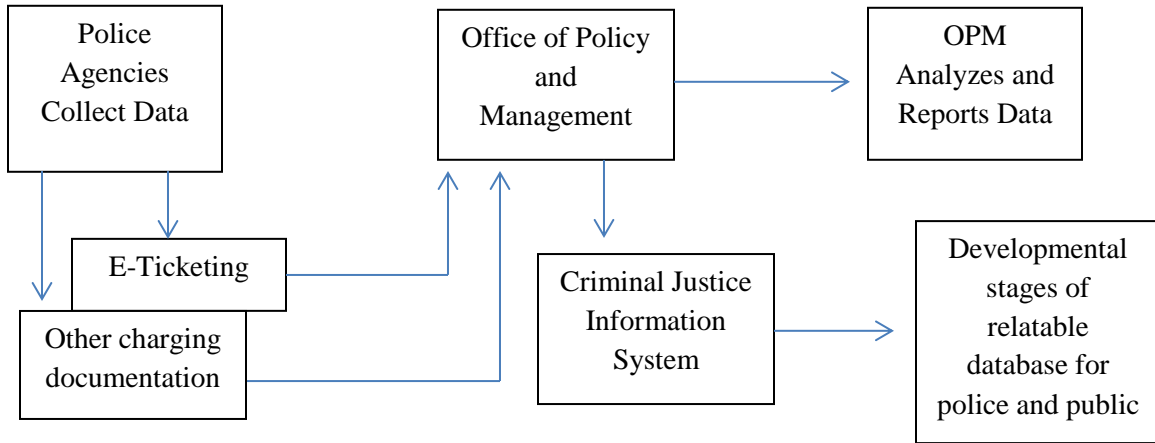 Police
Agencies
Collect Data
Office of Policy
and
Management
OPM
Analyzes and
Reports Data
E-Ticketing
Other charging
documentation
Criminal Justice
Information
System
Developmental
stages of
relatable
database for
police and public